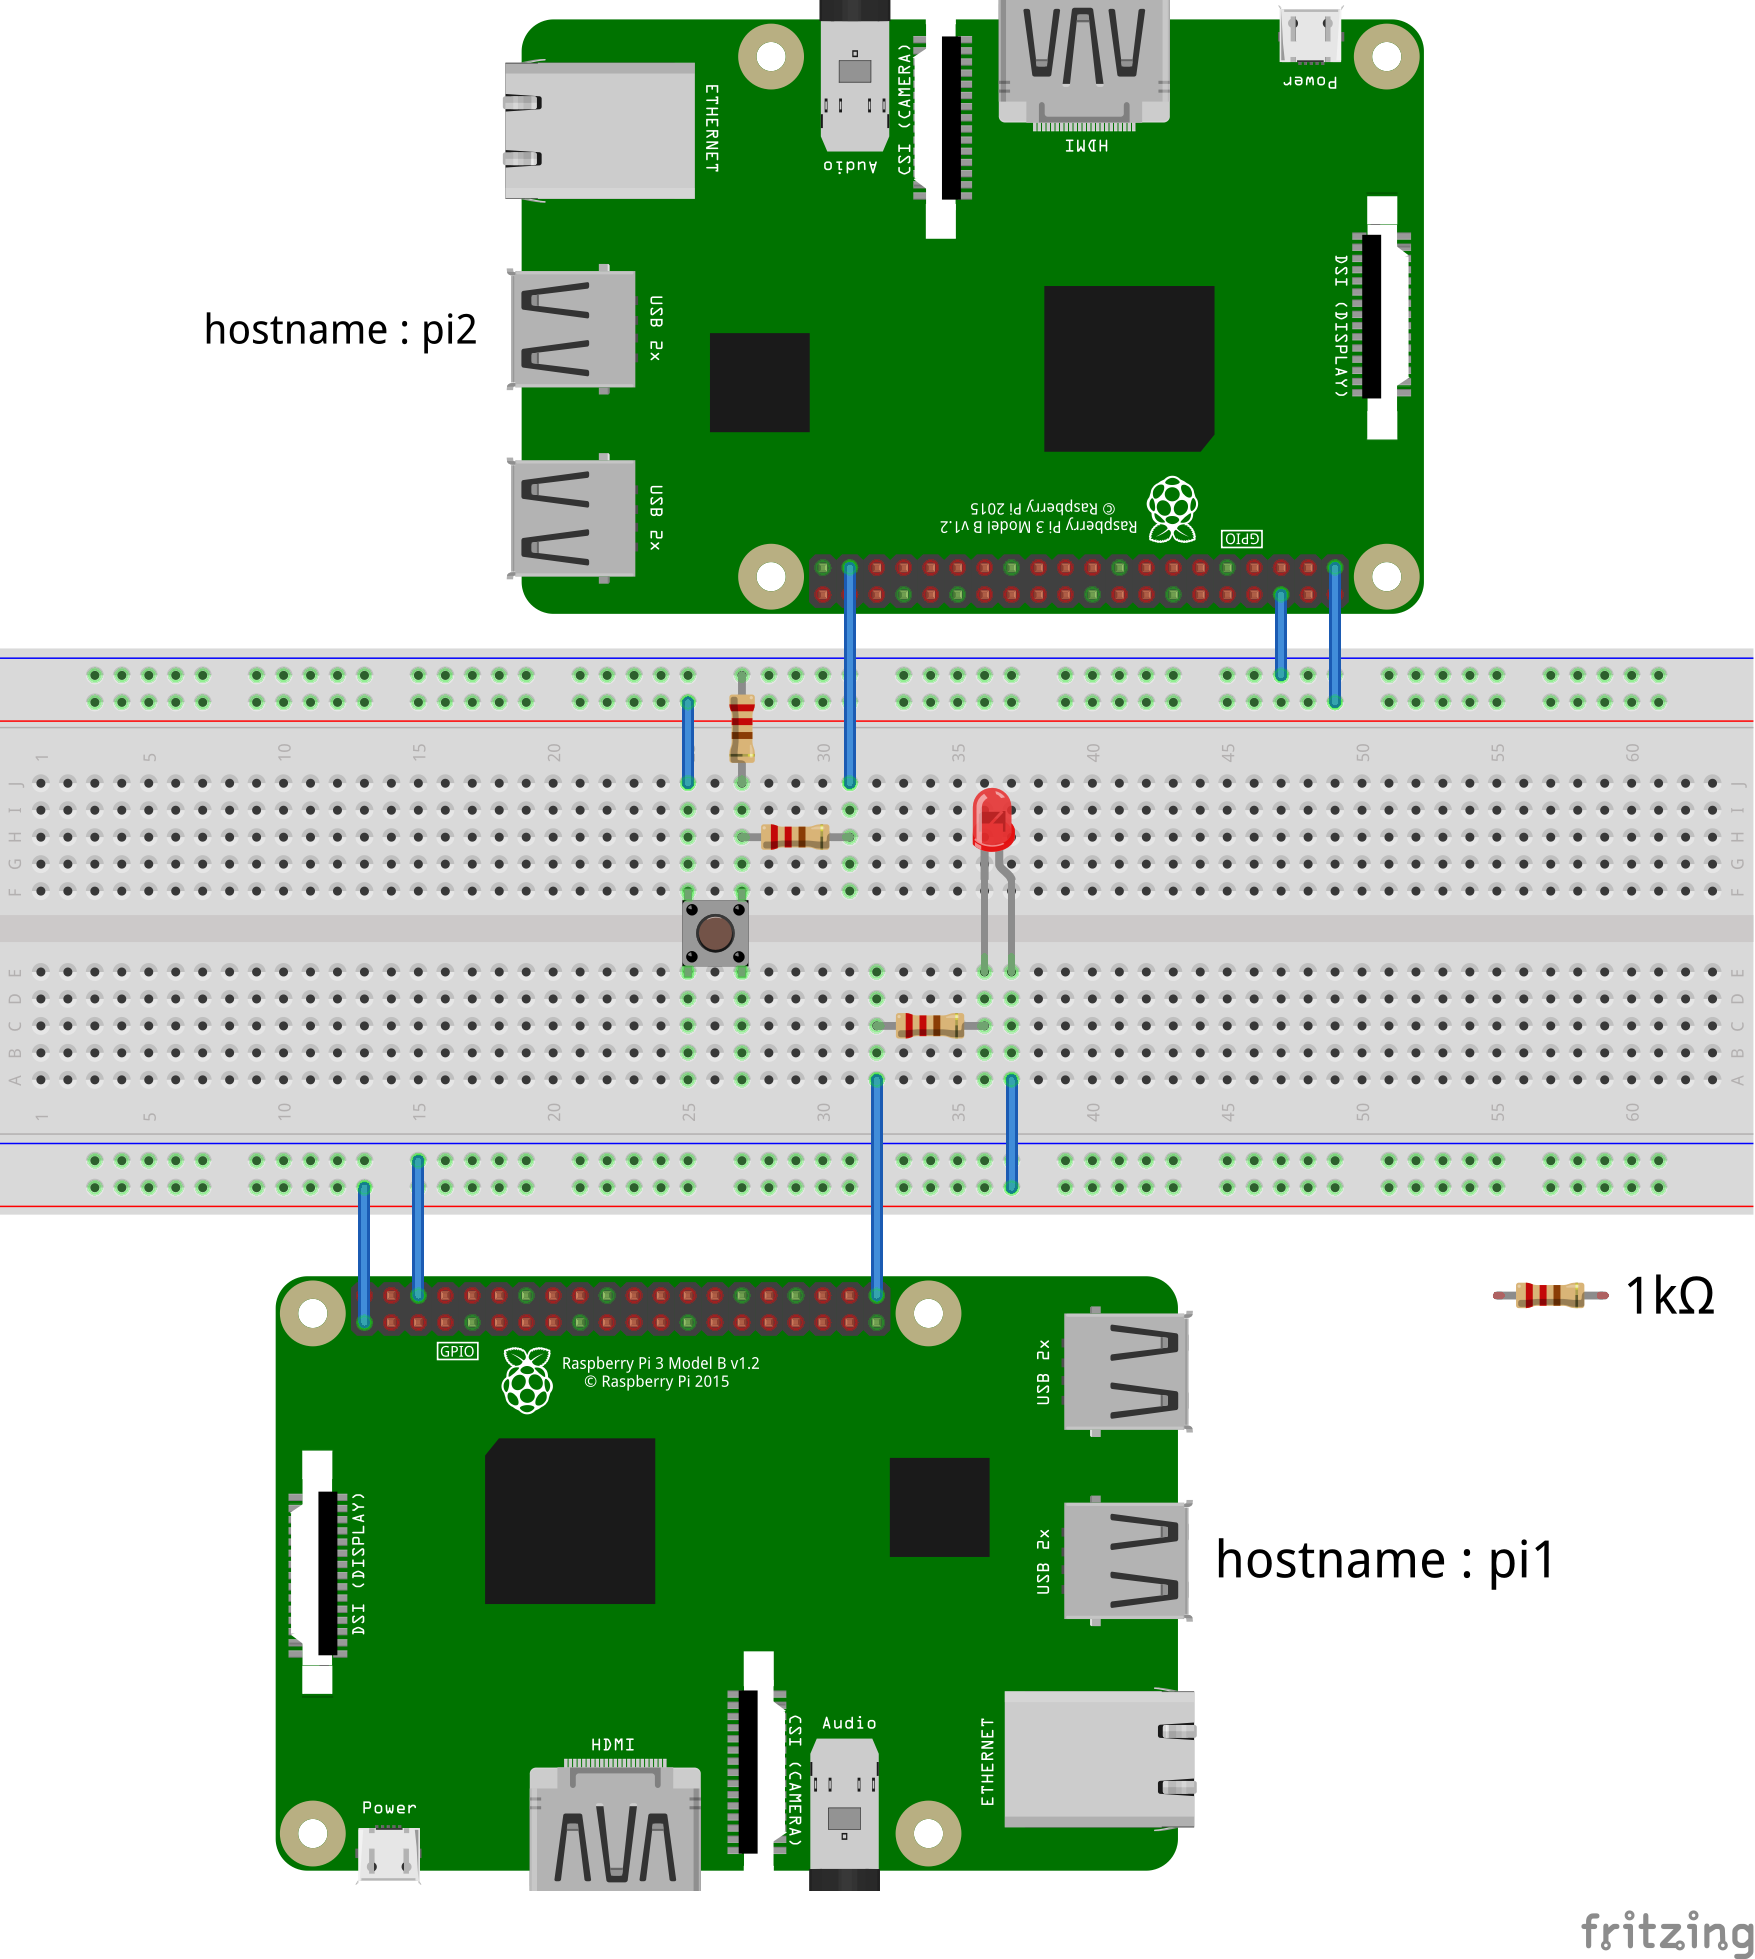 ETHERNET
Audio
CSI (CAMERA)
HDMI
Power
hostname : pi2
USB 2x
DSI (DISPLAY)
USB 2x
© Raspberry Pi 2015
Raspberry Pi 3 Model B v1.2
GPIO
1 5 10 15 20 30 35 40 45 50 55 60
J J
I I
H H
G G
F F
E E
D D
C C
B B
A A
1 5 10 15 20 25 30 35 40 45 50 55 60
1kΩ
GPIO
Raspberry Pi 3 Model B v1.2
© Raspberry Pi 2015
USB 2x
DSI (DISPLAY)
USB 2x
hostname : pi1
ETHERNET
CSI (CAMERA)
Audio
HDMI
Power
fritzing